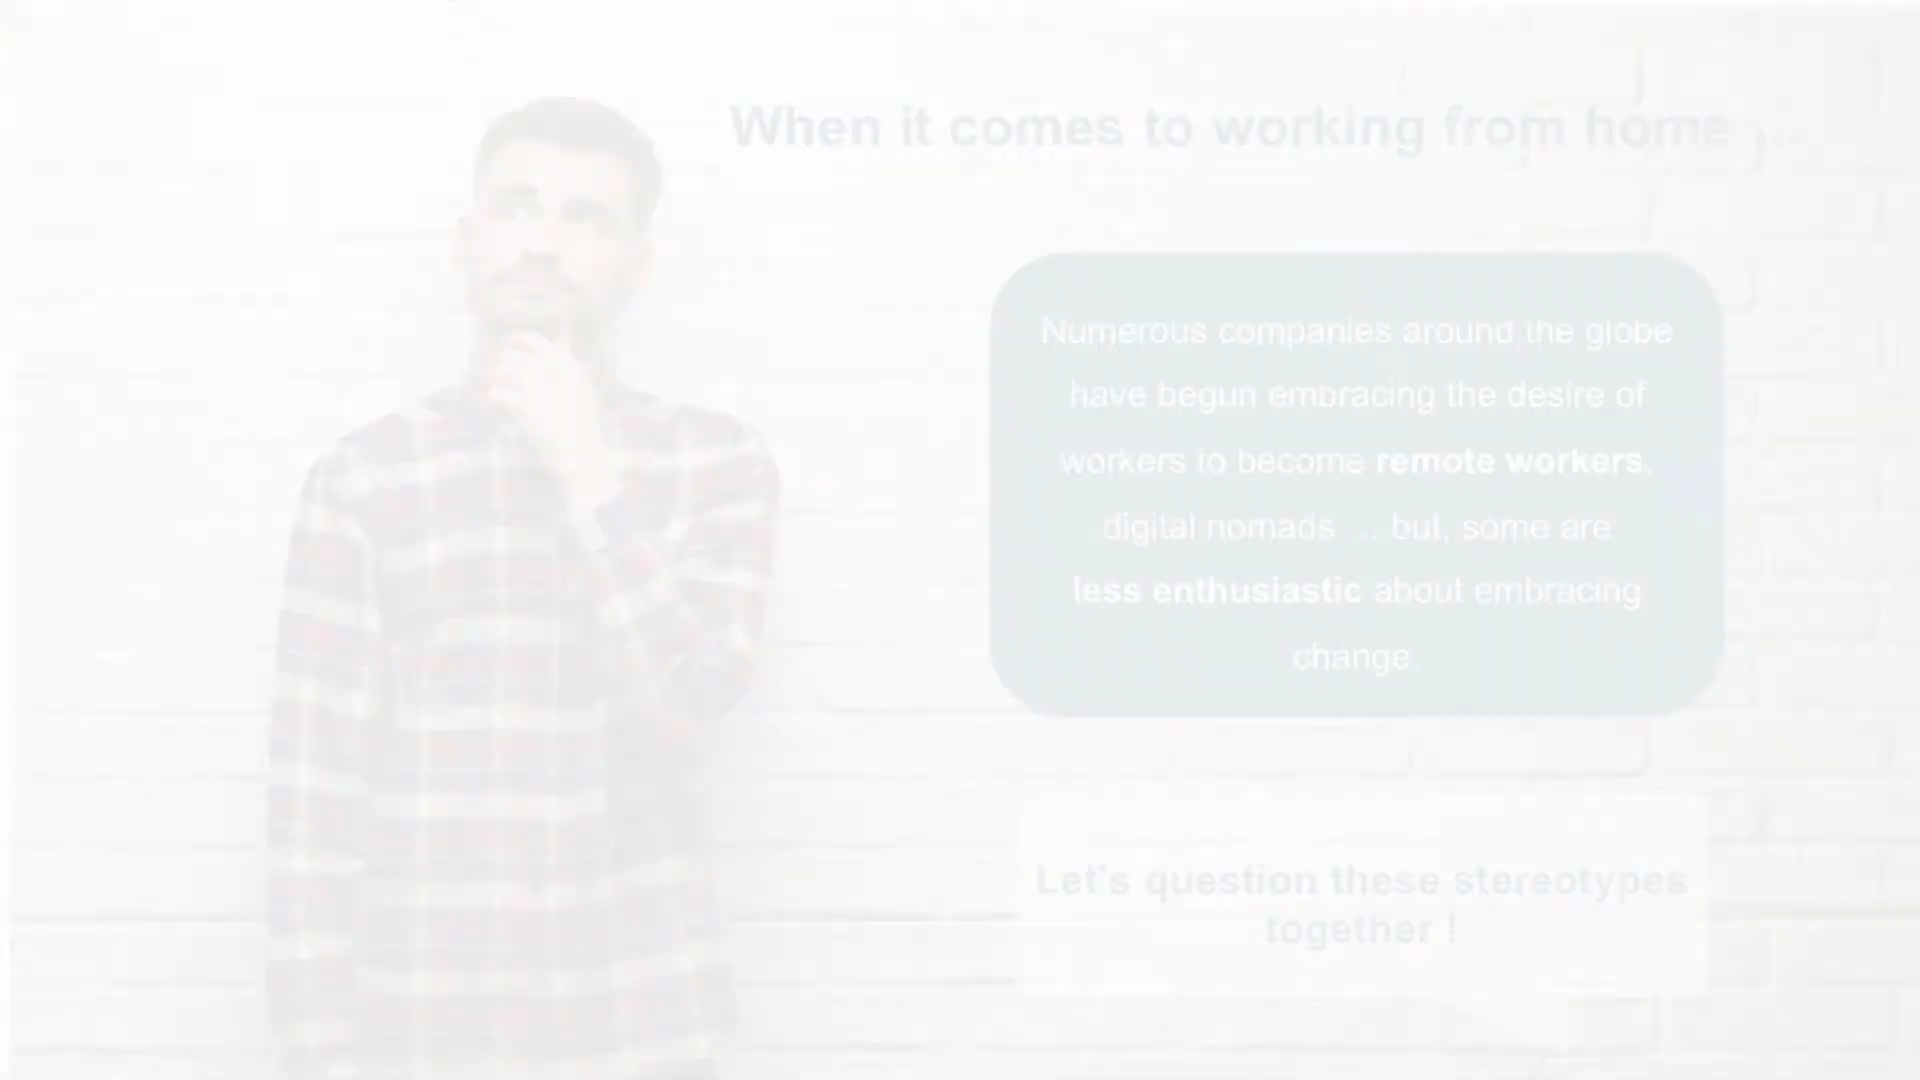 When it comes to working from home ...
Numerous companies around the globe
have begun embracing the desire of
workers to become remote workers,
digital nomads ... but, some are
less enthusiastic about embracing
change.
Let's question these stereotypes
together !